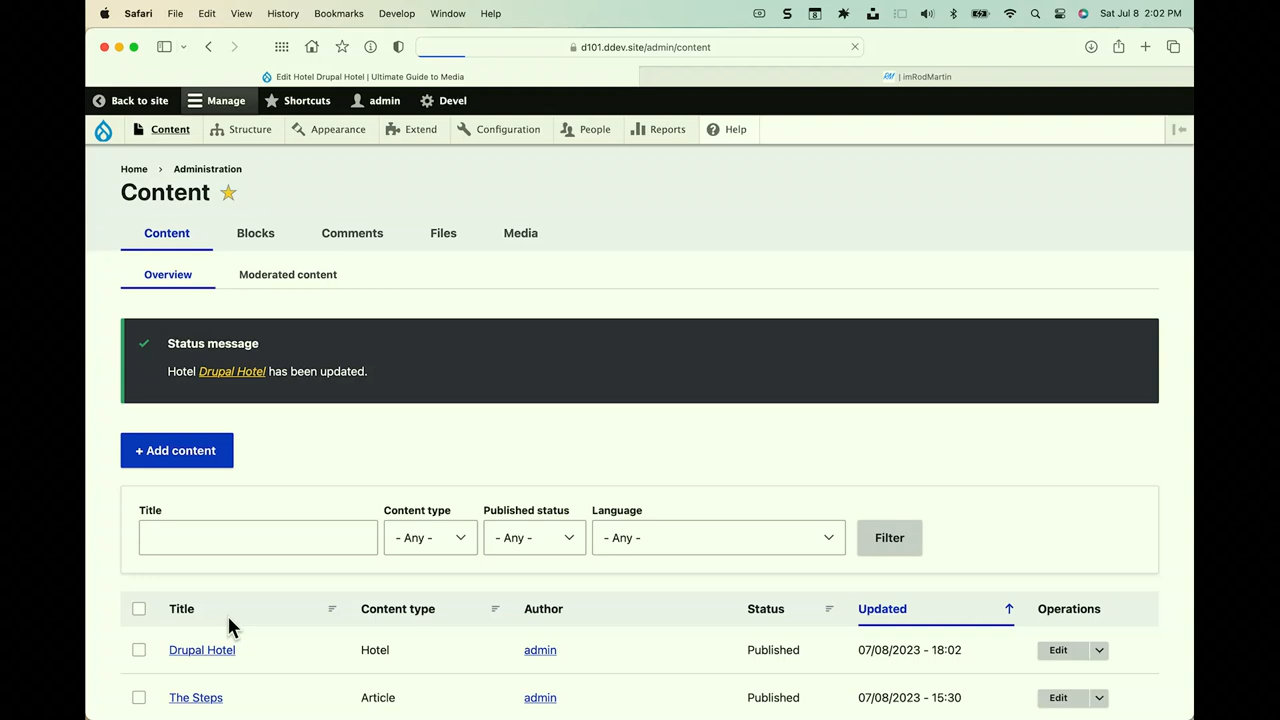 Safari File Edit View History Bookmarks Develop Window Help Sat Jul 8 2:02 PM
d101.ddev.site/admin/content
Edit Hotel Drupal Hotel | Ultimate Guide to Media | imRodMartin
Back to site Manage Shortcuts admin Devel
Content Structure Appearance Extend Configuration People Reports Help
Home › Administration
Content
Content Blocks Comments Files Media
Overview Moderated content
Status message
Hotel Drupal Hotel has been updated.
+ Add content
Title Content type Published status Language
- Any - - Any - - Any - Filter
Title Content type Author Status Updated Operations
Drupal Hotel Hotel admin Published 07/08/2023 - 18:02 Edit
The Steps Article admin Published 07/08/2023 - 15:30 Edit